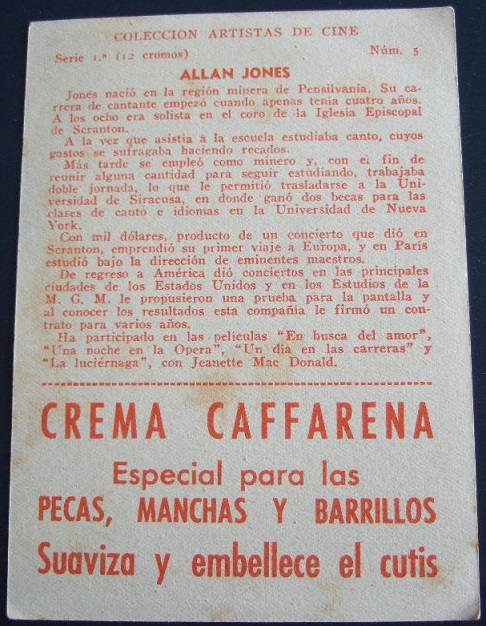 COLECCION ARTISTAS DE CINE
Serie 1.ª (12 cromos) Núm. 5
ALLAN JONES
Jones nació en la región minera de Pensilvania. Su ca-
rrera de cantante empezó cuando apenas tenía cuatro años.
A los ocho era solista en el coro de la Iglesia Episcopal
de Scranton.
A la vez que asistía a la escuela estudiaba canto, cuyos
gastos se sufragaba haciendo recados.
Más tarde se empleó como minero y, con el fin de
reunir alguna cantidad para seguir estudiando, trabajaba
doble jornada, lo que le permitió trasladarse a la Uni-
versidad de Siracusa, en donde ganó dos becas para las
clases de canto e idiomas en la Universidad de Nueva
York.
Con mil dólares, producto de un concierto que dió en
Scranton, emprendió su primer viaje a Europa, y en París
estudió bajo la dirección de eminentes maestros.
De regreso a América dió conciertos en las principales
ciudades de los Estados Unidos y en los Estudios de la
M. G. M. le propusieron una prueba para la pantalla y
al conocer los resultados esta compañía le firmó un con-
trato para varios años.
Ha participado en las películas "En busca del amor",
"Una noche en la Opera", "Un día en las carreras" y
"La luciérnaga", con Jeanette Mac Donald.
CREMA CAFFARENA
Especial para las
PECAS, MANCHAS Y BARRILLOS
Suaviza y embellece el cutis